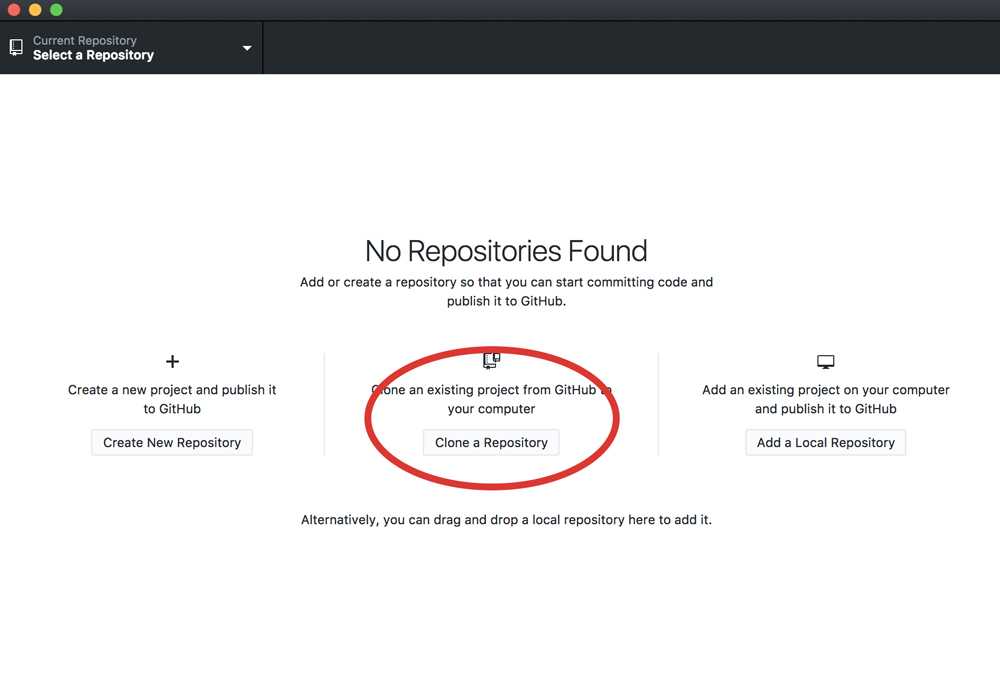 Current Repository
Select a Repository
No Repositories Found
Add or create a repository so that you can start committing code and
publish it to GitHub.
Create a new project and publish it
to GitHub
Create New Repository
Clone an existing project from GitHub to
your computer
Clone a Repository
Add an existing project on your computer
and publish it to GitHub
Add a Local Repository
Alternatively, you can drag and drop a local repository here to add it.